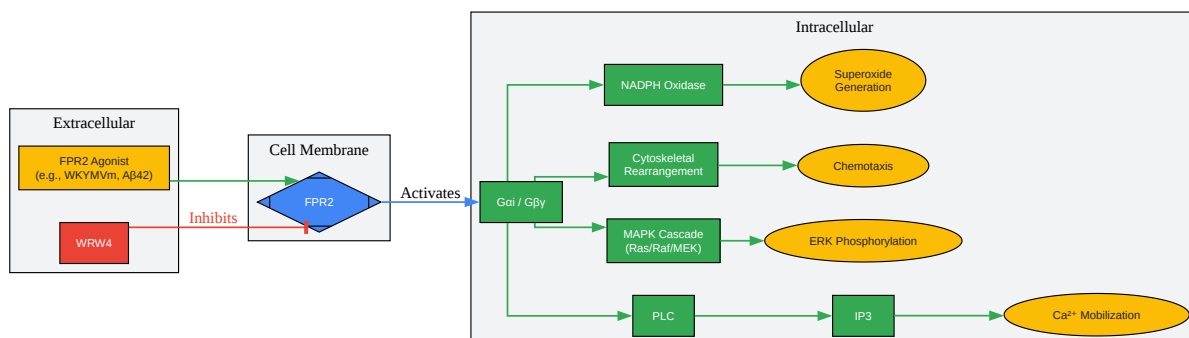 Extracellular
FPR2 Agonist
(e.g., WKYMVm, Aβ42)
Inhibits
WRW4
Cell Membrane
FPR2
Activates
Intracellular
Gαi / Gβγ
NADPH Oxidase
Superoxide
Generation
Cytoskeletal
Rearrangement
Chemotaxis
MAPK Cascade
(Ras/Raf/MEK)
ERK Phosphorylation
PLC
IP3
Ca²⁺ Mobilization